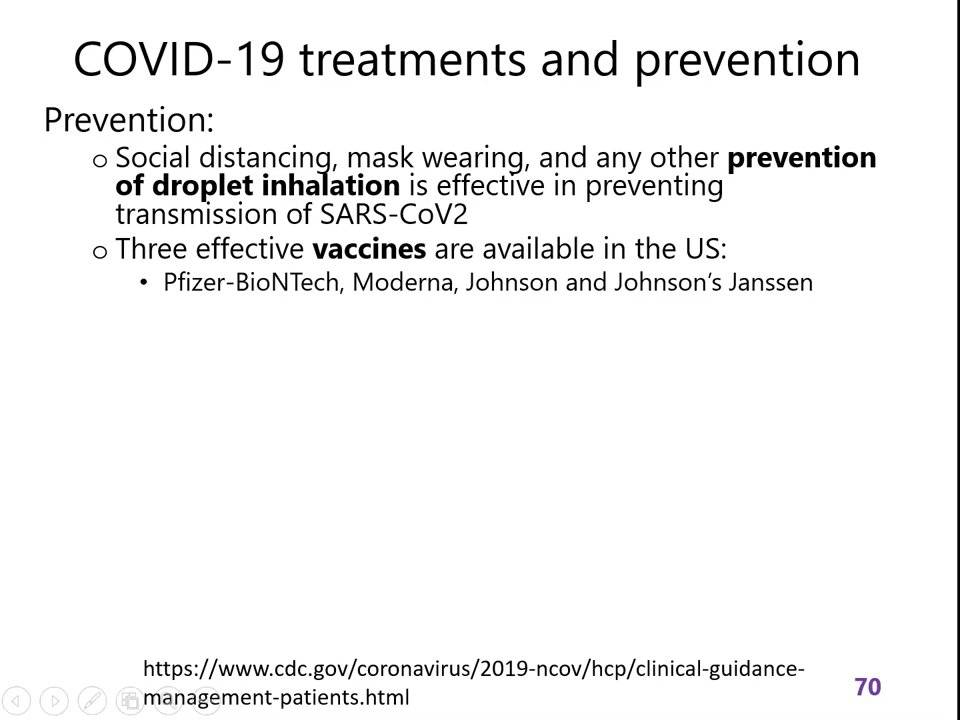 COVID-19 treatments and prevention
Prevention:
o Social distancing, mask wearing, and any other prevention
of droplet inhalation is effective in preventing
transmission of SARS-CoV2
o Three effective vaccines are available in the US:
• Pfizer-BioNTech, Moderna, Johnson and Johnson’s Janssen
https://www.cdc.gov/coronavirus/2019-ncov/hcp/clinical-guidance-
management-patients.html
70